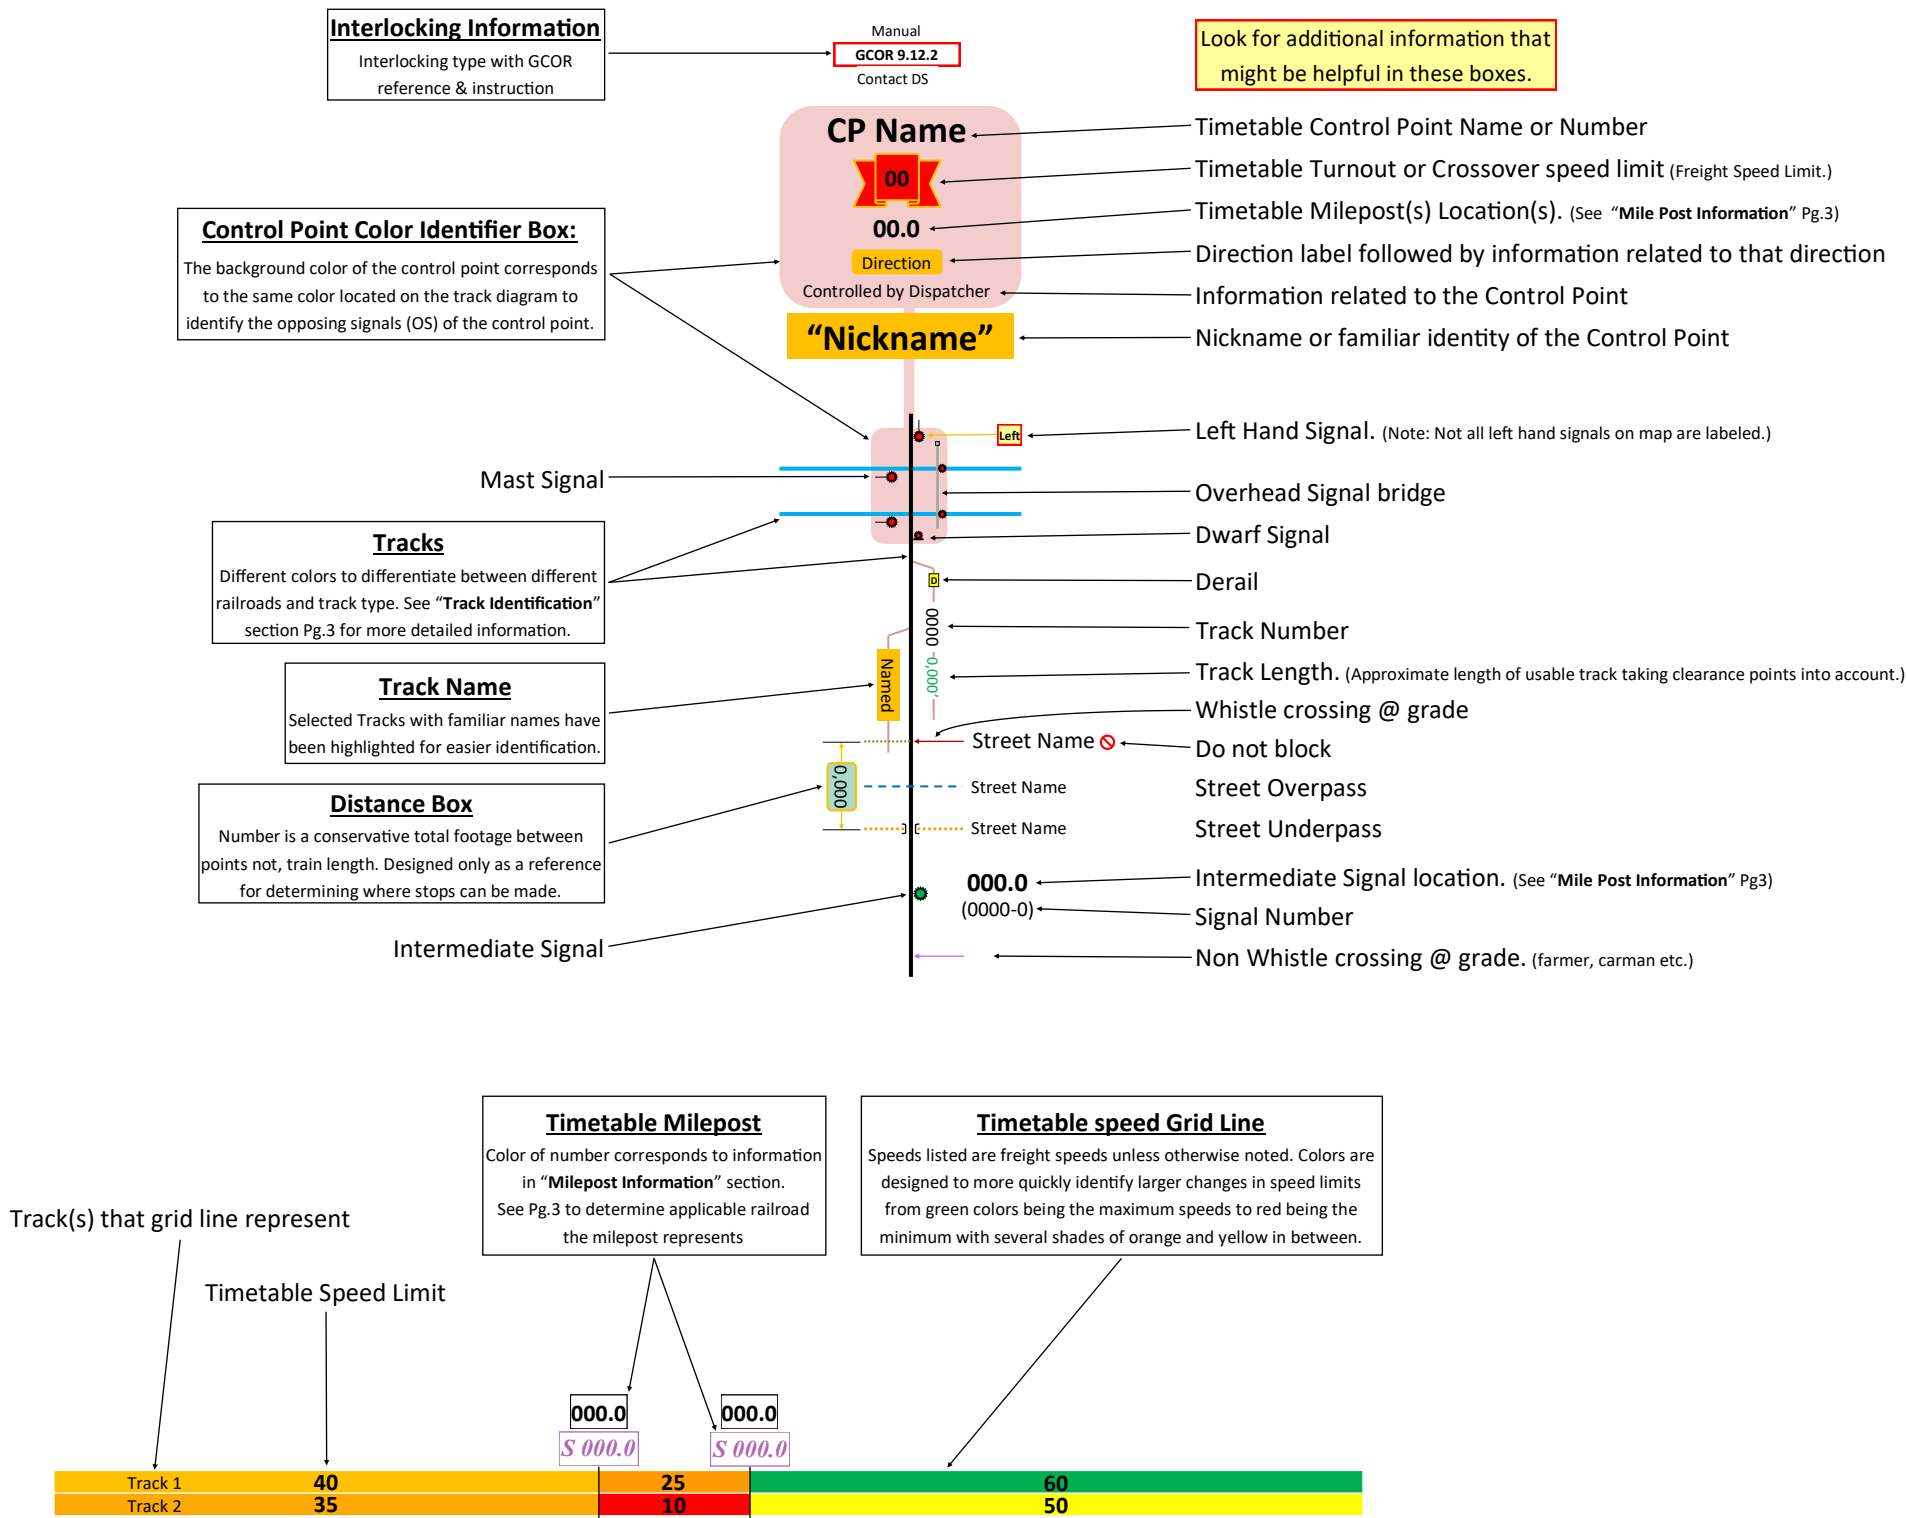 Interlocking Information
Interlocking type with GCOR
reference & instruction
Manual
GCOR 9.12.2
Contact DS
Look for additional information that
might be helpful in these boxes.
CP Name
00
00.0
Direction
Controlled by Dispatcher
“Nickname”
Timetable Control Point Name or Number
Timetable Turnout or Crossover speed limit (Freight Speed Limit.)
Timetable Milepost(s) Location(s). (See “Mile Post Information” Pg.3)
Direction label followed by information related to that direction
Information related to the Control Point
Nickname or familiar identity of the Control Point
Control Point Color Identifier Box:
The background color of the control point corresponds
to the same color located on the track diagram to
identify the opposing signals (OS) of the control point.
Left
Left Hand Signal. (Note: Not all left hand signals on map are labeled.)
Mast Signal
Overhead Signal bridge
Dwarf Signal
Tracks
Different colors to differentiate between different
railroads and track type. See “Track Identification”
section Pg.3 for more detailed information.
D
Derail
0000
Track Number
0,000'
Track Length. (Approximate length of usable track taking clearance points into account.)
Named
Track Name
Selected Tracks with familiar names have
been highlighted for easier identification.
Whistle crossing @ grade
Street Name
Do not block
0,000
Street Name
Street Overpass
Street Name
Street Underpass
Distance Box
Number is a conservative total footage between
points not, train length. Designed only as a reference
for determining where stops can be made.
000.0
Intermediate Signal location. (See “Mile Post Information” Pg3)
(0000-0)
Signal Number
Intermediate Signal
Non Whistle crossing @ grade. (farmer, carman etc.)
Timetable Milepost
Color of number corresponds to information
in “Milepost Information” section.
See Pg.3 to determine applicable railroad
the milepost represents
Timetable speed Grid Line
Speeds listed are freight speeds unless otherwise noted. Colors are
designed to more quickly identify larger changes in speed limits
from green colors being the maximum speeds to red being the
minimum with several shades of orange and yellow in between.
Track(s) that grid line represent
Timetable Speed Limit
000.0
000.0
S 000.0
S 000.0
Track 1 40 25 60
Track 2 35 10 50